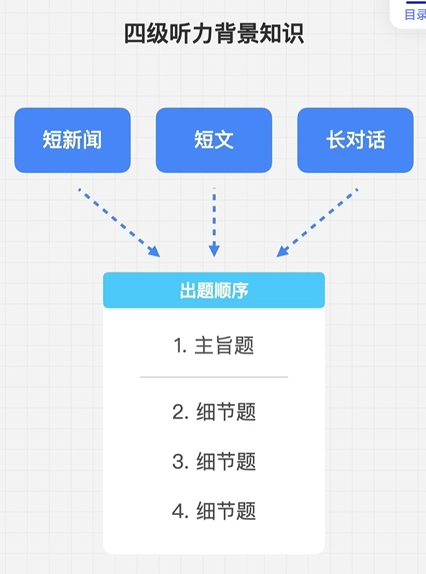 目录
四级听力背景知识
短新闻
短文
长对话
出题顺序
1. 主旨题
2. 细节题
3. 细节题
4. 细节题